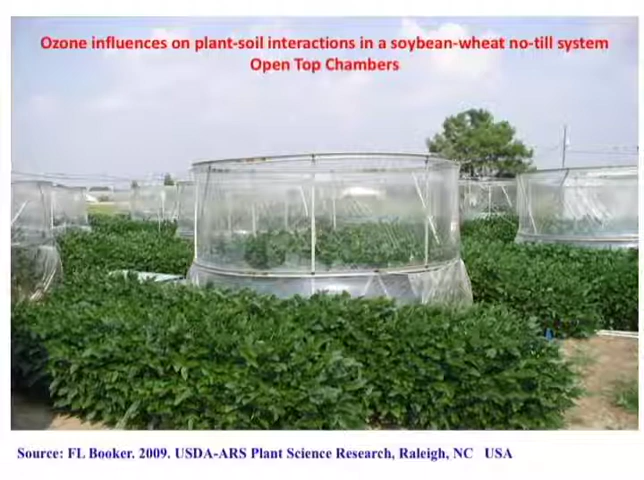 Ozone influences on plant-soil interactions in a soybean-wheat no-till system
Open Top Chambers
Source: FL Booker. 2009. USDA-ARS Plant Science Research, Raleigh, NC USA